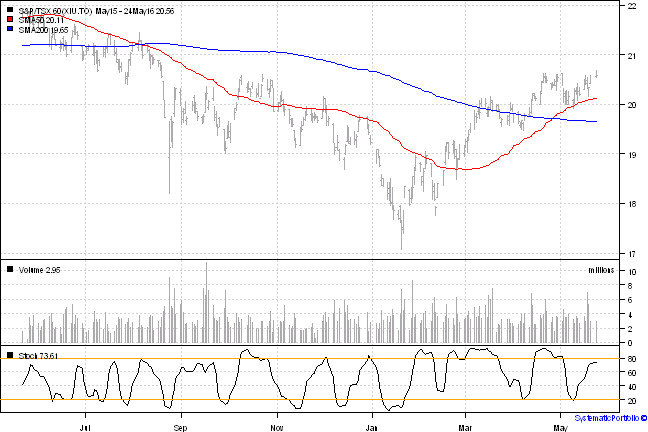 S&P/TSX 60(XIU.TO) May15 - 24May16 20.56
SMA50 20.11
SMA200 19.65
22
21
20
19
18
17
Volume 2.95
millions
10
8
6
4
2
0
Stoch 73.61
80
60
40
20
Jul Sep Nov Jan Mar May
SystematicPortfolio ©